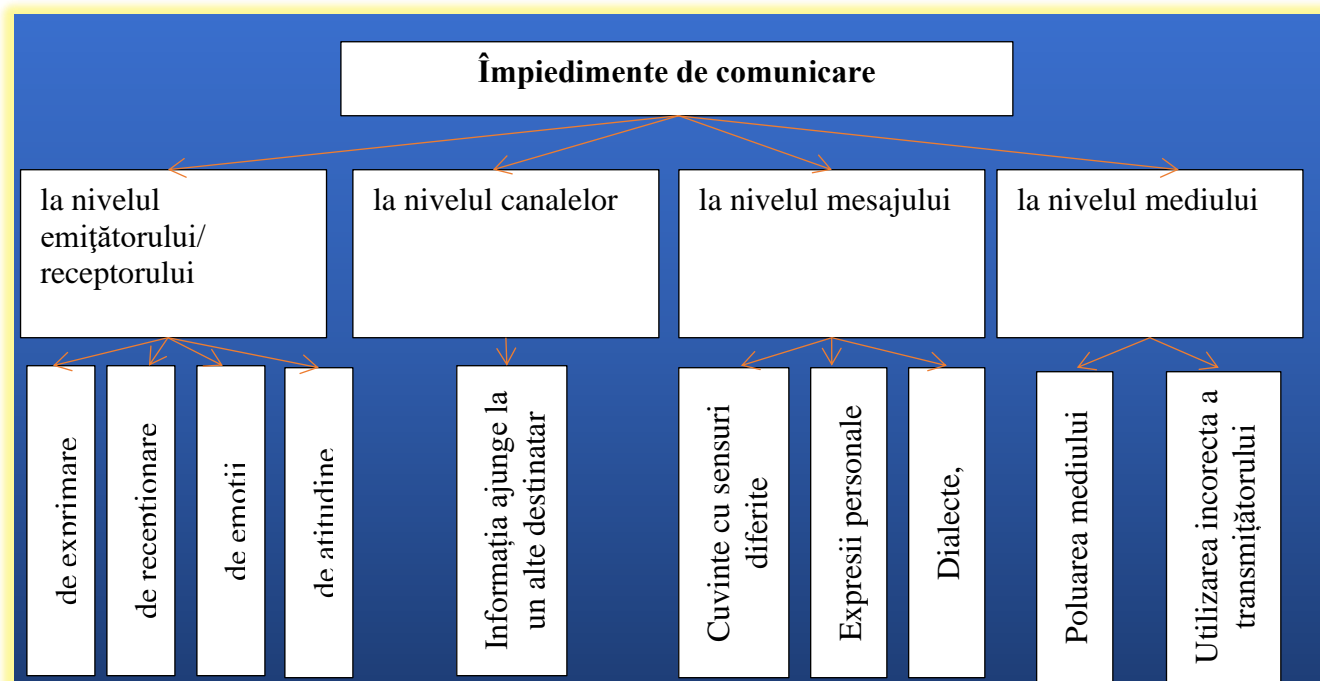 Împiedimente de comunicare
la nivelul
emiţătorului/
receptorului
la nivelul canalelor
la nivelul mesajului
la nivelul mediului
de exprimare
de recepționare
de emoții
de atitudine
Informația ajunge la
un alte destinatar
Cuvinte cu sensuri
diferite
Expresii personale
Dialecte,
Poluarea mediului
Utilizarea incorecta a
transmițătorului